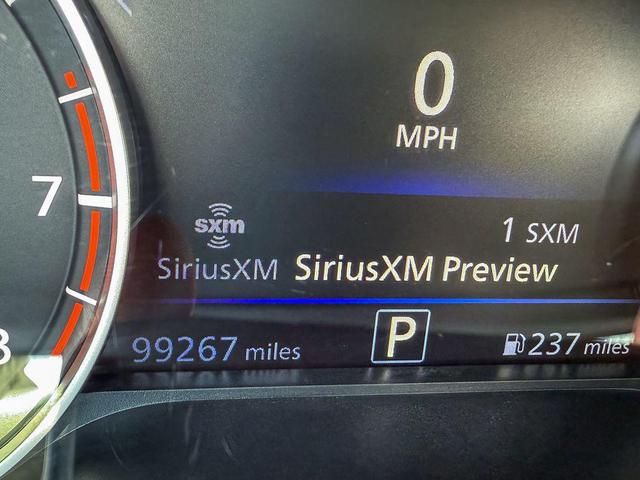 0
MPH
7
sxm
1 SXM
SiriusXM SiriusXM Preview
8
99267 miles
P
237 miles